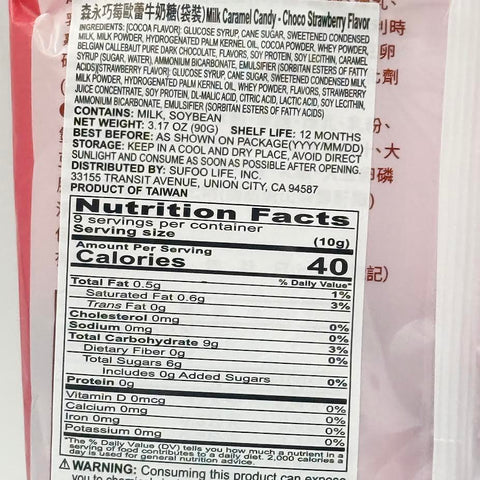 森永巧莓歐蕾牛奶糖(袋裝) Milk Caramel Candy - Choco Strawberry Flavor
INGREDIENTS: [COCOA FLAVOR]: GLUCOSE SYRUP, CANE SUGAR, SWEETENED CONDENSED
MILK, MILK POWDER, HYDROGENATED PALM KERNEL OIL, COCOA POWDER, WHEY POWDER,
BELGIAN CALLEBAUT PURE DARK CHOCOLATE, FLAVORS, SOY PROTEIN, SOY LECITHIN, CARAMEL
SYRUP (SUGAR, WATER), AMMONIUM BICARBONATE, EMULSIFIER (SORBITAN ESTERS OF FATTY
ACIDS)[STRAWBERRY FLAVOR]: GLUCOSE SYRUP, CANE SUGAR, SWEETENED CONDENSED MILK,
MILK POWDER, HYDROGENATED PALM KERNEL OIL, WHEY POWDER, FLAVORS, STRAWBERRY
JUICE CONCENTRATE, SOY PROTEIN, DL-MALIC ACID, CITRIC ACID, LACTIC ACID, SOY LECITHIN,
AMMONIUM BICARBONATE, EMULSIFIER (SORBITAN ESTERS OF FATTY ACIDS)
CONTAINS: MILK, SOYBEAN
NET WEIGHT: 3.17 OZ (90G) SHELF LIFE: 12 MONTHS
BEST BEFORE: AS SHOWN ON PACKAGE(YYYY/MM/DD)
STORAGE: KEEP IN A COOL AND DRY PLACE, AVOID DIRECT
SUNLIGHT AND CONSUME AS SOON AS POSSIBLE AFTER OPENING.
DISTRIBUTED BY: SUFOO LIFE, INC.
33155 TRANSIT AVENUE, UNION CITY, CA 94587
PRODUCT OF TAIWAN
Nutrition Facts
9 servings per container
Serving size (10g)
Amount Per Serving
Calories 40
% Daily Value*
Total Fat 0.5g 1%
Saturated Fat 0.6g 3%
Trans Fat 0g
Cholesterol 0mg 0%
Sodium 0mg 0%
Total Carbohydrate 9g 3%
Dietary Fiber 0g 0%
Total Sugars 6g
Includes 0g Added Sugars 0%
Protein 0g 0%
Vitamin D 0mcg 0%
Calcium 0mg 0%
Iron 0mg 0%
Potassium 0mg 0%
*The % Daily Value (DV) tells you how much a nutrient in a
serving of food contributes to a daily diet. 2,000 calories a
day is used for general nutrition advice.
⚠WARNING: Consuming this product can expose
時
卵
劑
、大
磷
記)